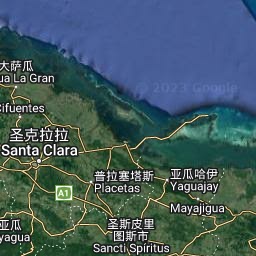 © 2023 Google
大萨瓜
ua La Gran
Cifuentes
圣克拉拉
Santa Clara
普拉塞塔斯
Placetas
亚瓜哈伊
Yaguajay
A1
Mayajigua
亚瓜
yagua
圣斯皮里
图斯市
Sancti Spíritus